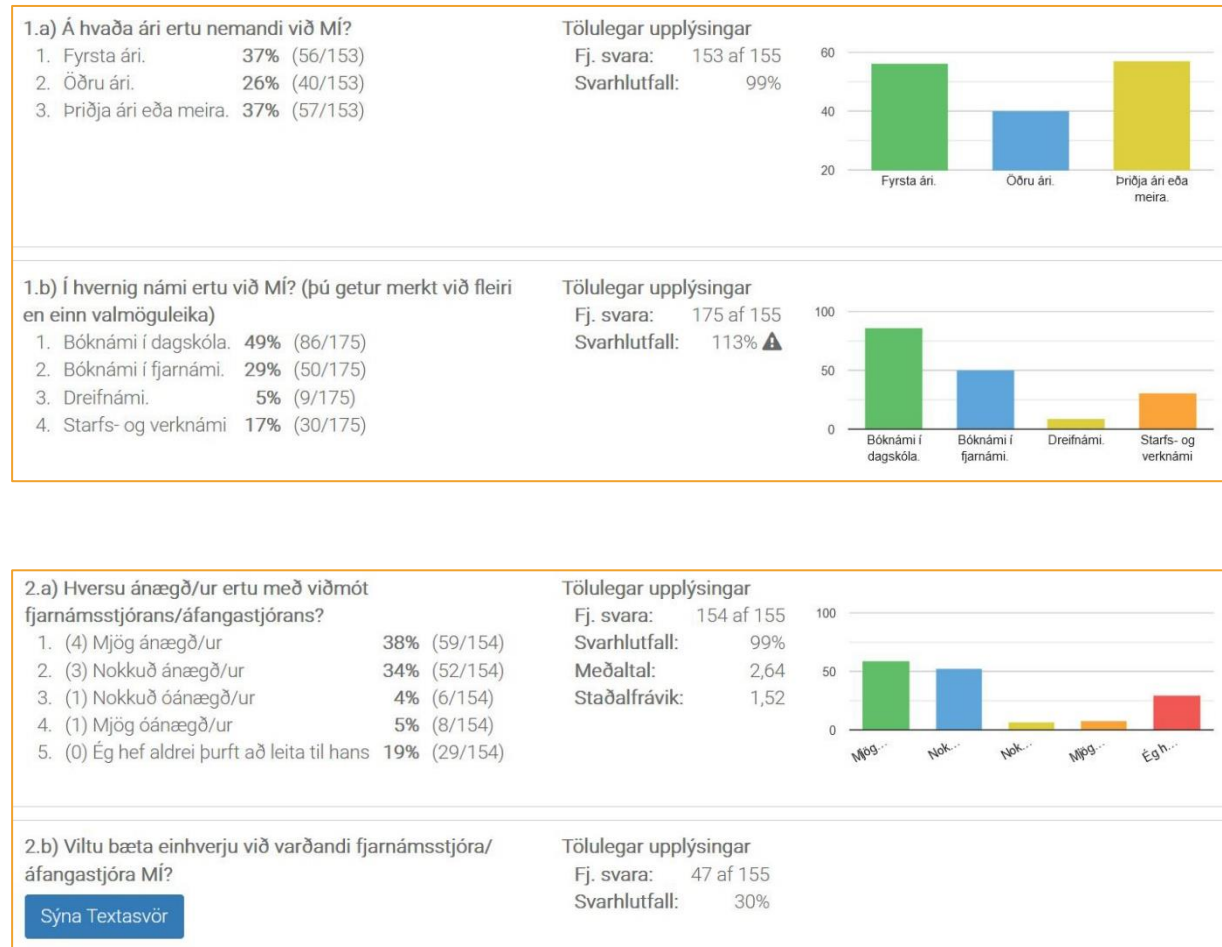 1.a) Á hvaða ári ertu nemandi við MÍ?
1. Fyrsta ári. 37% (56/153)
2. Öðru ári. 26% (40/153)
3. Þriðja ári eða meira. 37% (57/153)
Tölulegar upplýsingar
Fj. svara: 153 af 155
Svarhlutfall: 99%
60
40
20
Fyrsta ári. Öðru ári. Þriðja ári eða
meira.
1.b) Í hvernig námi ertu við MÍ? (þú getur merkt við fleiri
en einn valmöguleika)
1. Bóknámi í dagskóla. 49% (86/175)
2. Bóknámi í fjarnámi. 29% (50/175)
3. Dreifnámi. 5% (9/175)
4. Starfs- og verknámi 17% (30/175)
Tölulegar upplýsingar
Fj. svara: 175 af 155
Svarhlutfall: 113%
100
50
0
Bóknámi í Bóknámi í Dreifnámi. Starfs- og
dagskóla. fjarnámi. verknámi
2.a) Hversu ánægð/ur ertu með viðmót
fjarnámsstjórans/áfangastjórans?
1. (4) Mjög ánægð/ur 38% (59/154)
2. (3) Nokkuð ánægð/ur 34% (52/154)
3. (1) Nokkuð óánægð/ur 4% (6/154)
4. (1) Mjög óánægð/ur 5% (8/154)
5. (0) Ég hef aldrei þurft að leita til hans 19% (29/154)
Tölulegar upplýsingar
Fj. svara: 154 af 155
Svarhlutfall: 99%
Meðaltal: 2,64
Staðalfrávik: 1,52
100
50
0
Mjög... Nok... Nok... Mjög... Ég h...
2.b) Viltu bæta einhverju við varðandi fjarnámsstjóra/
áfangastjóra MÍ?
Sýna Textasvör
Tölulegar upplýsingar
Fj. svara: 47 af 155
Svarhlutfall: 30%